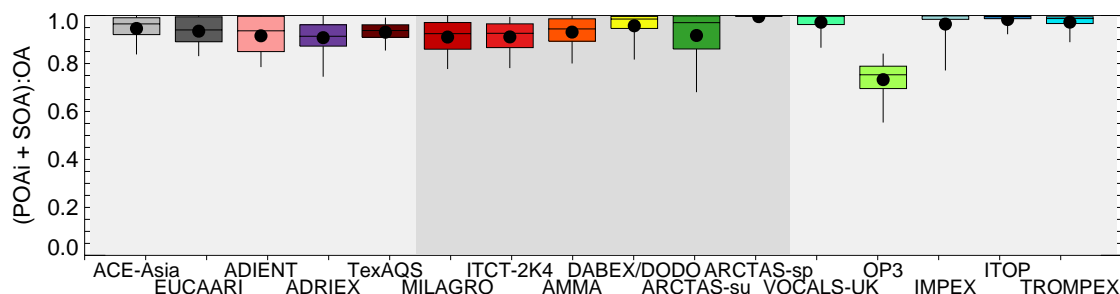 (POAi + SOA):OA
1.0
0.8
0.6
0.4
0.2
0.0
ACE-Asia ADIENT TexAQS ITCT-2K4 DABEX/DODO ARCTAS-sp OP3 ITOP
EUCAARI ADRIEX MILAGRO AMMA ARCTAS-su VOCALS-UK IMPEX TROMPEX